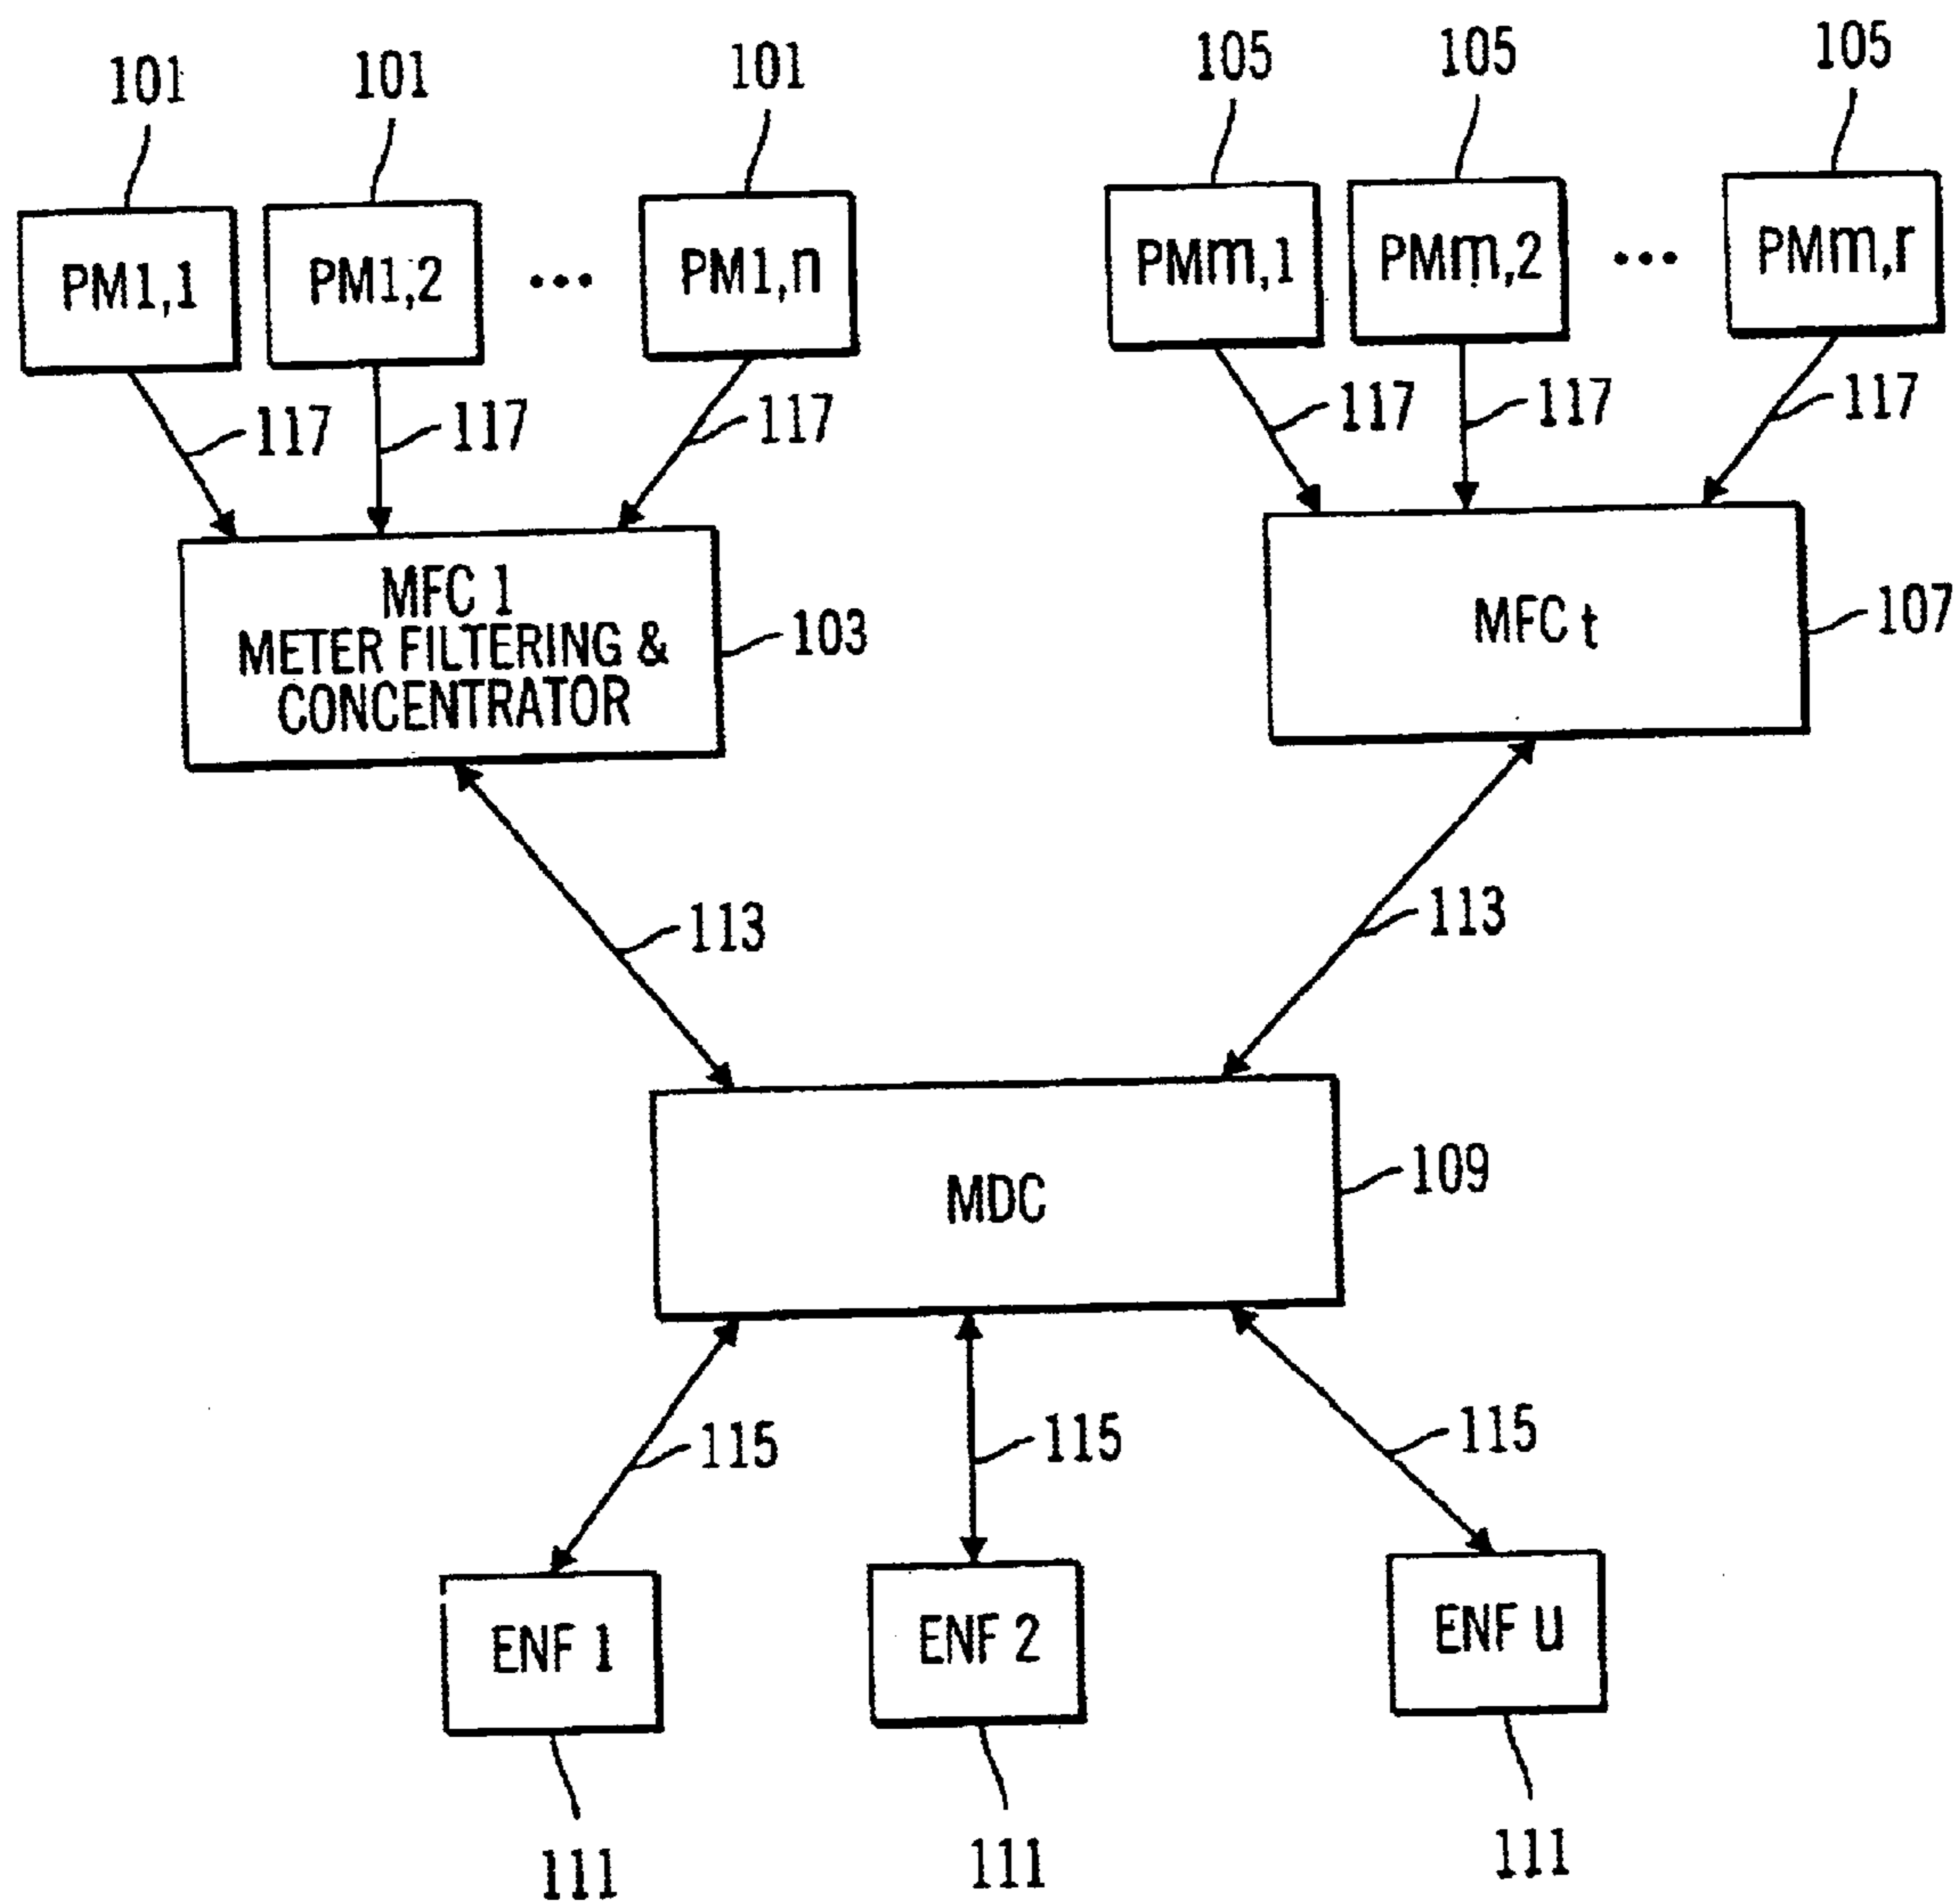 101 101 101 105 105 105
PM1,1 PM1,2 ••• PM1,n PMm,1 PMm,2 ••• PMm,r
117 117 117 117 117 117
MFC 1
METER FILTERING &
CONCENTRATOR
103
MFC t
107
113 113
MDC
109
115 115 115
ENF 1 ENF 2 ENF U
111 111 111